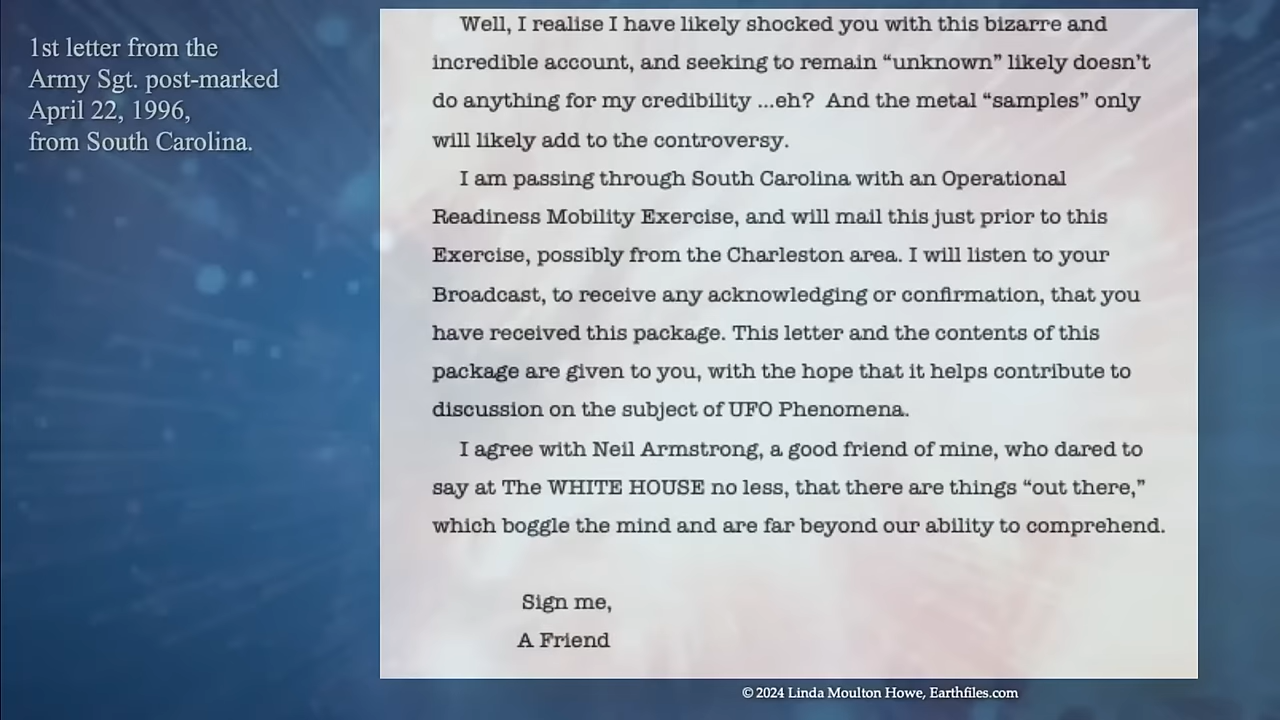 1st letter from the
Army Sgt. post-marked
April 22, 1996,
from South Carolina.
Well, I realise I have likely shocked you with this bizarre and
incredible account, and seeking to remain “unknown” likely doesn’t
do anything for my credibility ...eh?  And the metal “samples” only
will likely add to the controversy.
I am passing through South Carolina with an Operational
Readiness Mobility Exercise, and will mail this just prior to this
Exercise, possibly from the Charleston area. I will listen to your
Broadcast, to receive any acknowledging or confirmation, that you
have received this package. This letter and the contents of this
package are given to you, with the hope that it helps contribute to
discussion on the subject of UFO Phenomena.
I agree with Neil Armstrong, a good friend of mine, who dared to
say at The WHITE HOUSE no less, that there are things “out there,”
which boggle the mind and are far beyond our ability to comprehend.
Sign me,
A Friend
© 2024 Linda Moulton Howe, Earthfiles.com